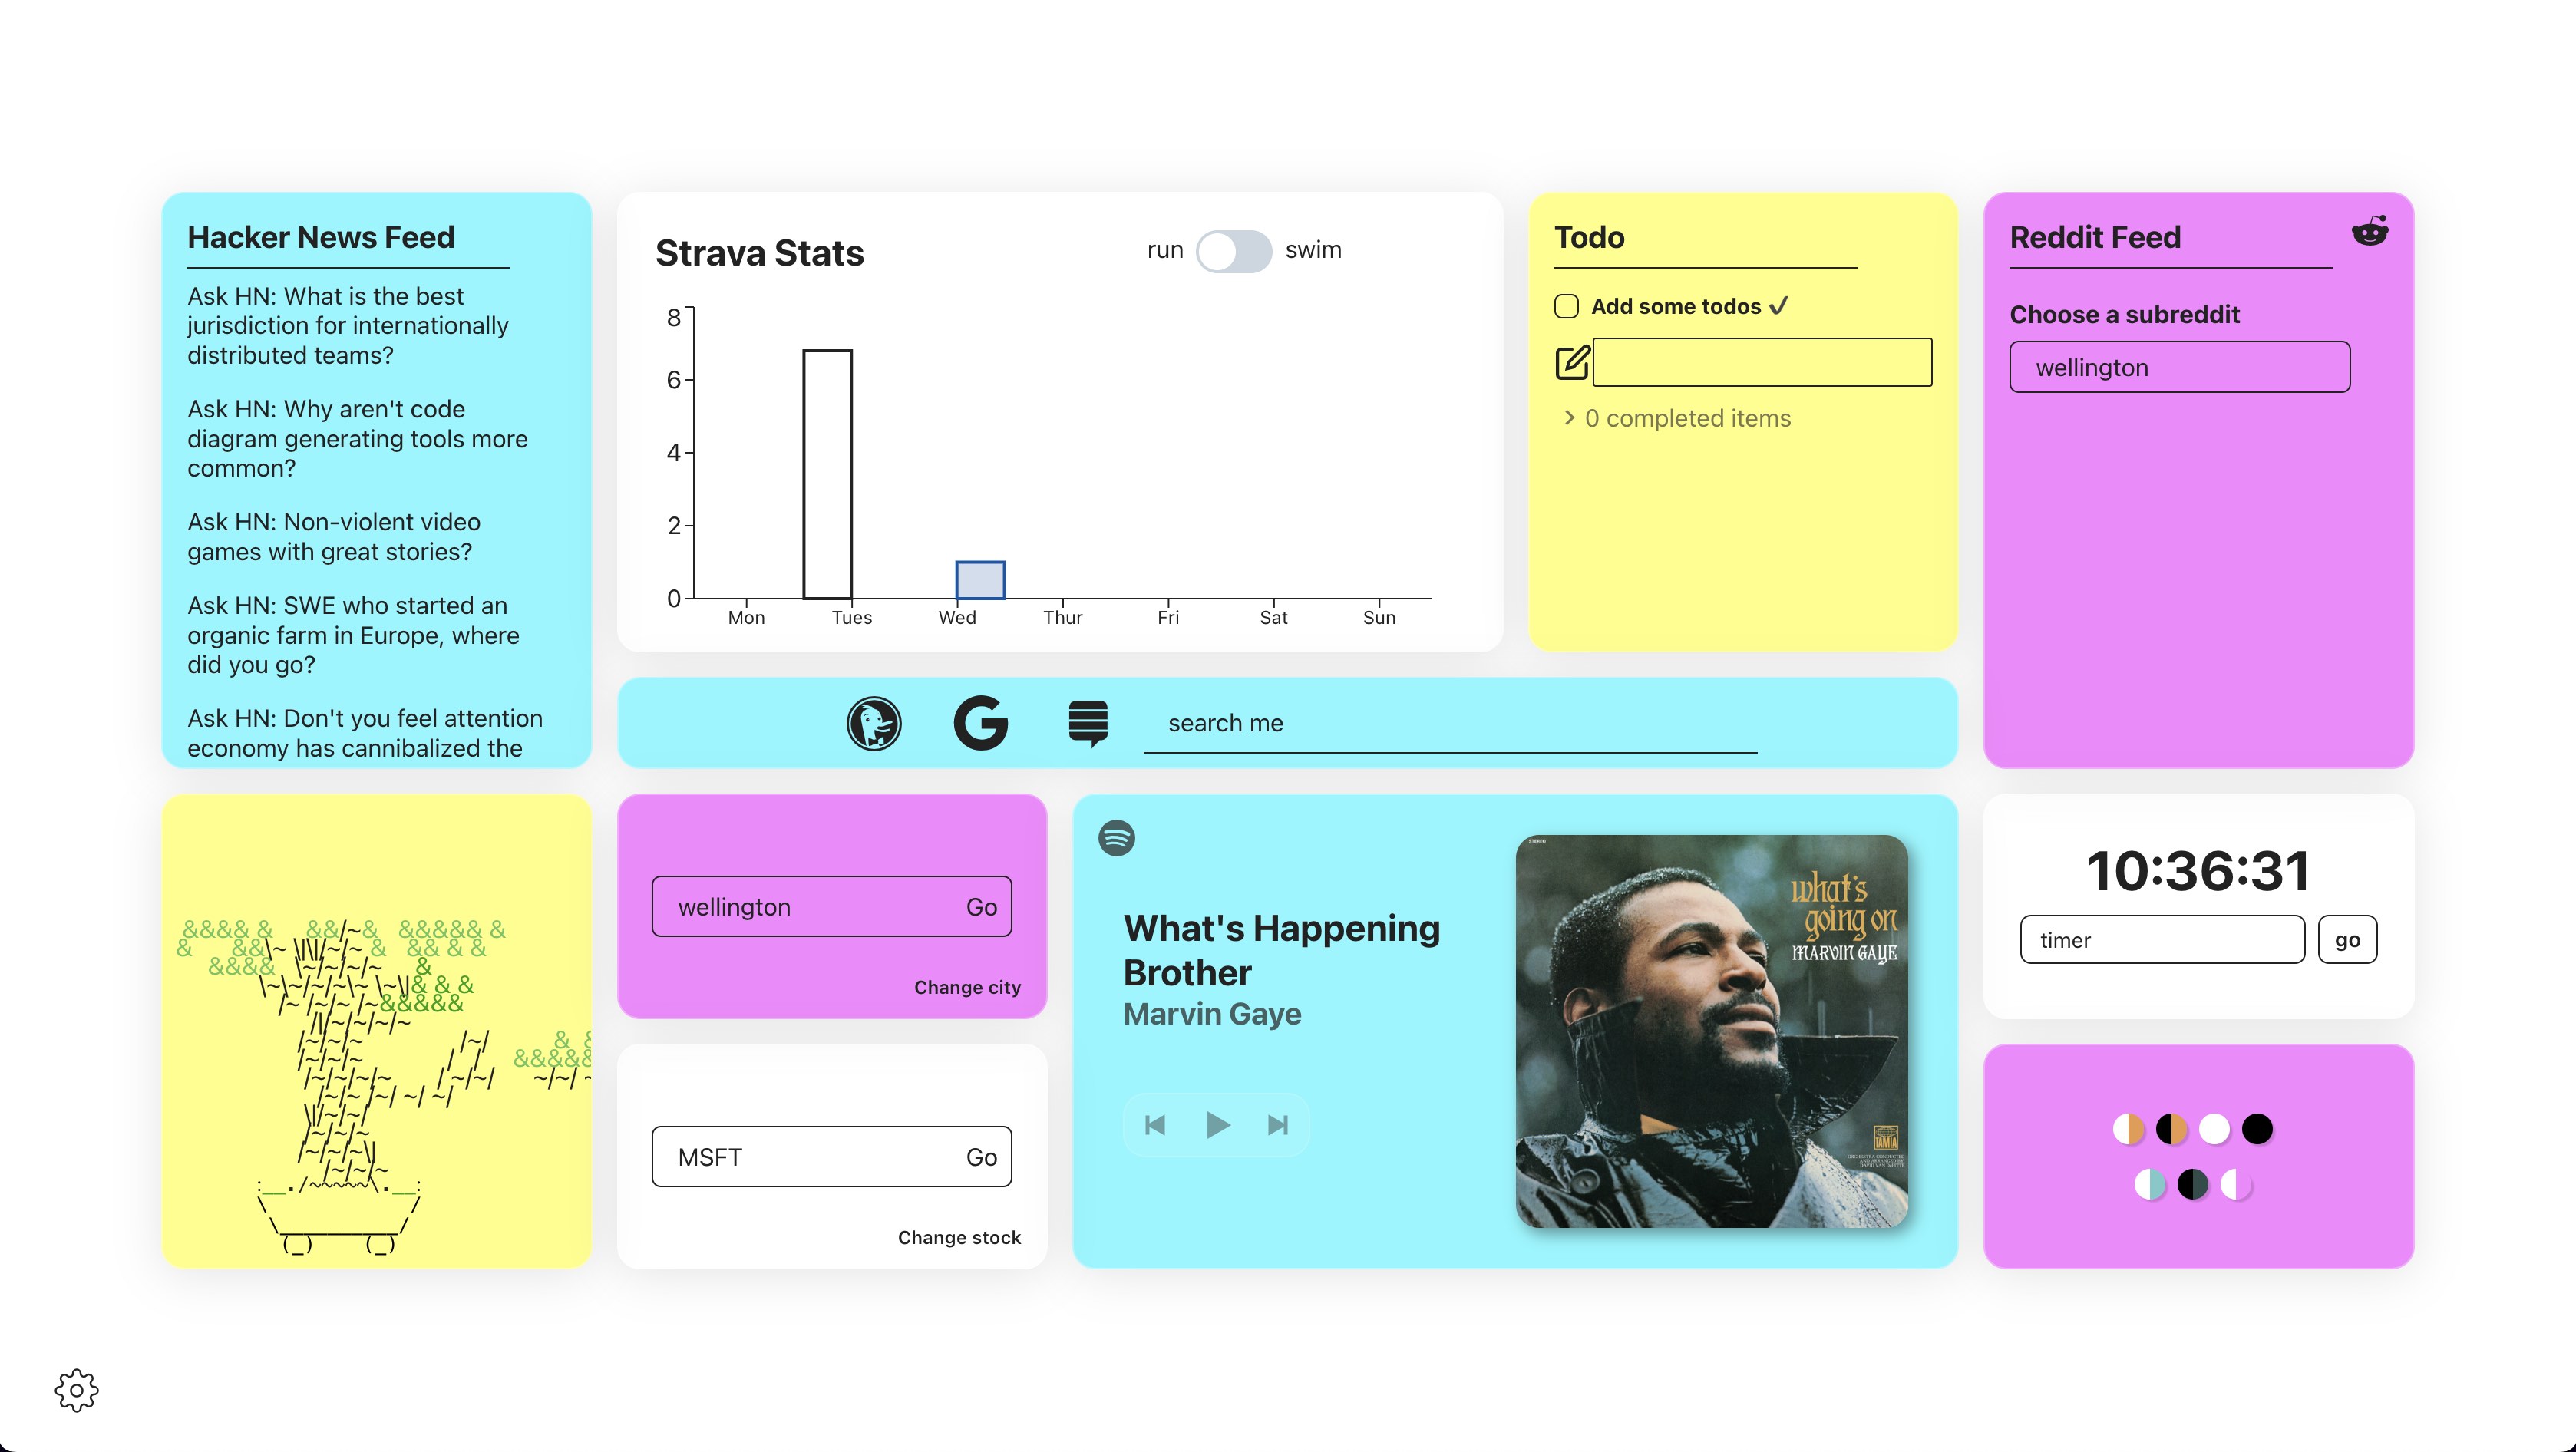 Hacker News Feed
Ask HN: What is the best
jurisdiction for internationally
distributed teams?
Ask HN: Why aren't code
diagram generating tools more
common?
Ask HN: Non-violent video
games with great stories?
Ask HN: SWE who started an
organic farm in Europe, where
did you go?
Ask HN: Don't you feel attention
economy has cannibalized the
Strava Stats
run
swim
8
6
4
2
0
Mon Tues Wed Thur Fri Sat Sun
Todo
Add some todos ✓
> 0 completed items
Reddit Feed
Choose a subreddit
wellington
search me
wellington Go
Change city
MSFT Go
Change stock
What's Happening
Brother
Marvin Gaye
STEREO
what's
going on
MARVIN GAYE
TAMLA
10:36:31
timer
go